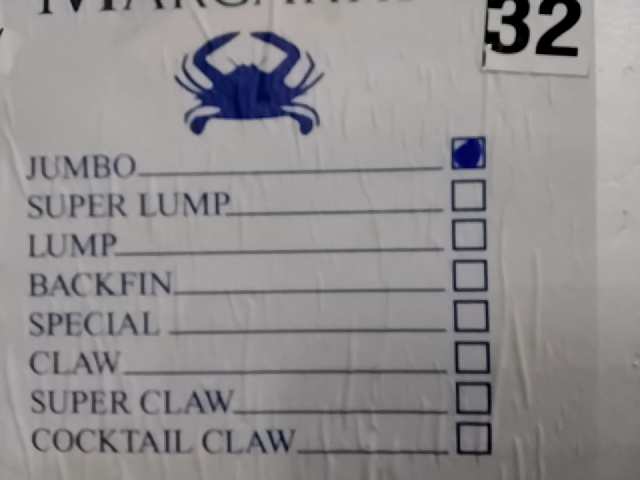 32
JUMBO
SUPER LUMP
LUMP
BACKFIN
SPECIAL
CLAW
SUPER CLAW
COCKTAIL CLAW